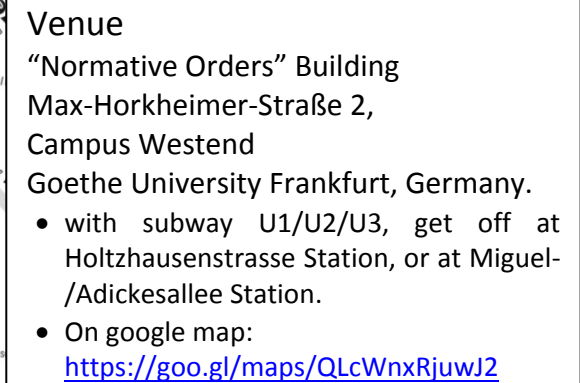 Venue
“Normative Orders” Building
Max-Horkheimer-Straße 2,
Campus Westend
Goethe University Frankfurt, Germany.
• with subway U1/U2/U3, get off at
Holtzhausenstrasse Station, or at Miguel-
/Adickesallee Station.
• On google map:
https://goo.gl/maps/QLcWnxRjuwJ2